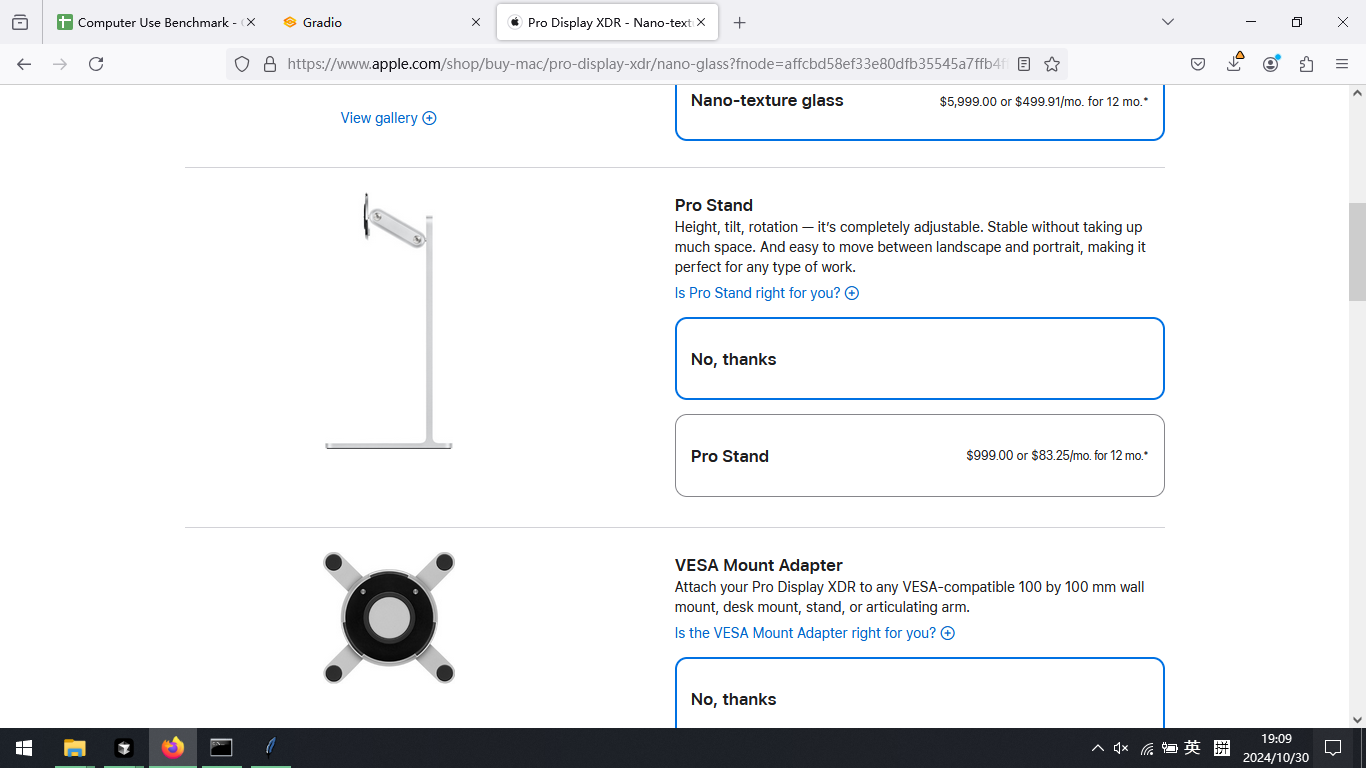 Computer Use Benchmark -
Gradio
Pro Display XDR - Nano-text
https://www.apple.com/shop/buy-mac/pro-display-xdr/nano-glass?fnode=affcbd58ef33e80dfb35545a7ffb4f
View gallery
Nano-texture glass
$5,999.00 or $499.91/mo. for 12 mo.*
Pro Stand
Height, tilt, rotation — it's completely adjustable. Stable without taking up
much space. And easy to move between landscape and portrait, making it
perfect for any type of work.
Is Pro Stand right for you?
No, thanks
Pro Stand
$999.00 or $83.25/mo. for 12 mo.*
VESA Mount Adapter
Attach your Pro Display XDR to any VESA-compatible 100 by 100 mm wall
mount, desk mount, stand, or articulating arm.
Is the VESA Mount Adapter right for you?
No, thanks
英
拼
19:09
2024/10/30